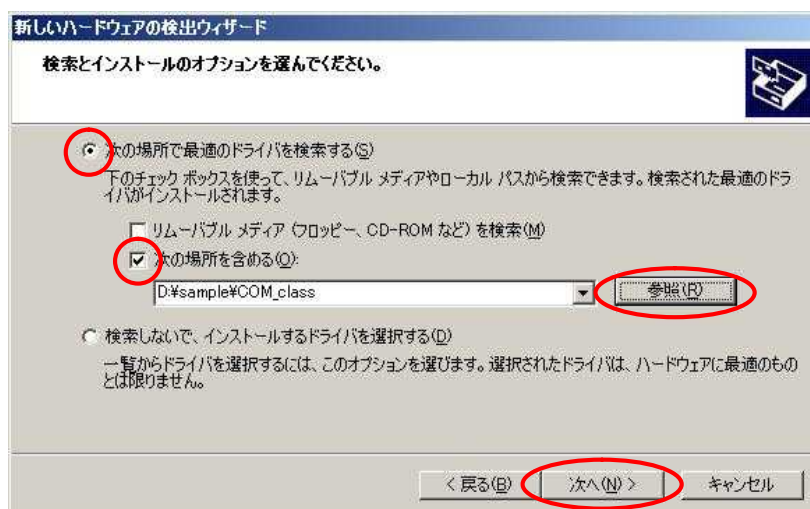 新しいハードウェアの検出ウィザード
検索とインストールのオプションを選んでください。
次の場所で最適のドライバを検索する(S)
下のチェック ボックスを使って、リムーバブル メディアやローカル パスから検索できます。検索された最適のドラ
イバがインストールされます。
リムーバブル メディア (フロッピー、CD-ROM など) を検索(M)
次の場所を含める(O):
D:¥sample¥COM_class
参照(R)
検索しないで、インストールするドライバを選択する(D)
一覧からドライバを選択するには、このオプションを選びます。選択されたドライバは、ハードウェアに最適のもの
とは限りません。
< 戻る(B)
次へ(N) >
キャンセル